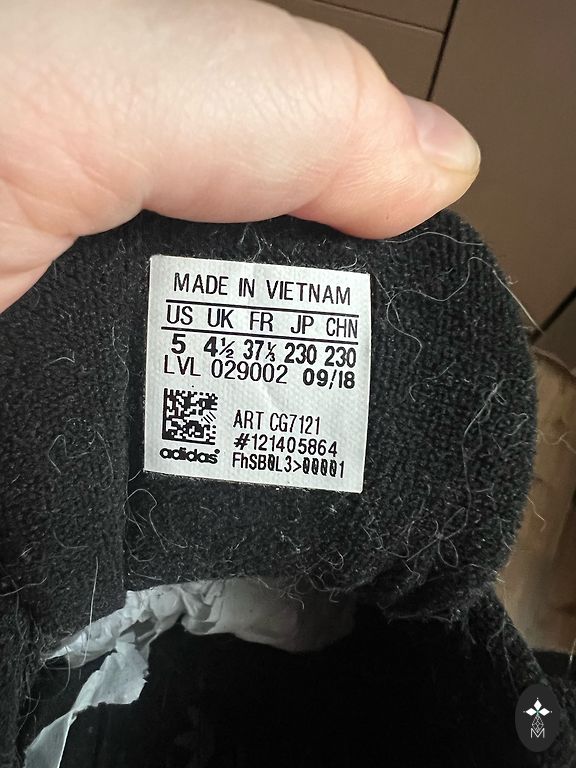 MADE IN VIETNAM
US UK FR JP CHN
5 4½ 37⅓ 230 230
LVL 029002 09/18
ART CG7121
#121405864
adidas® FhSB0L3>00001
M